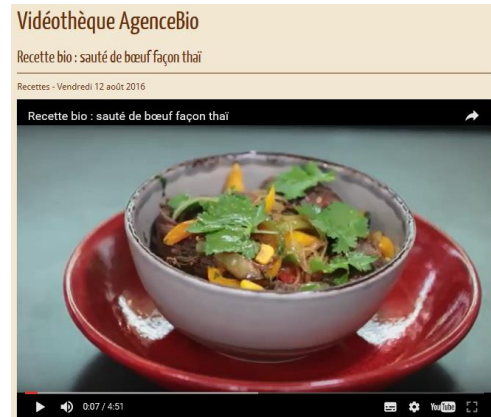 Vidéothèque AgenceBio
Recette bio : sauté de bœuf façon thaï
Recettes - Vendredi 12 août 2016
Recette bio : sauté de bœuf façon thaï
0:07 / 4:51
YouTube